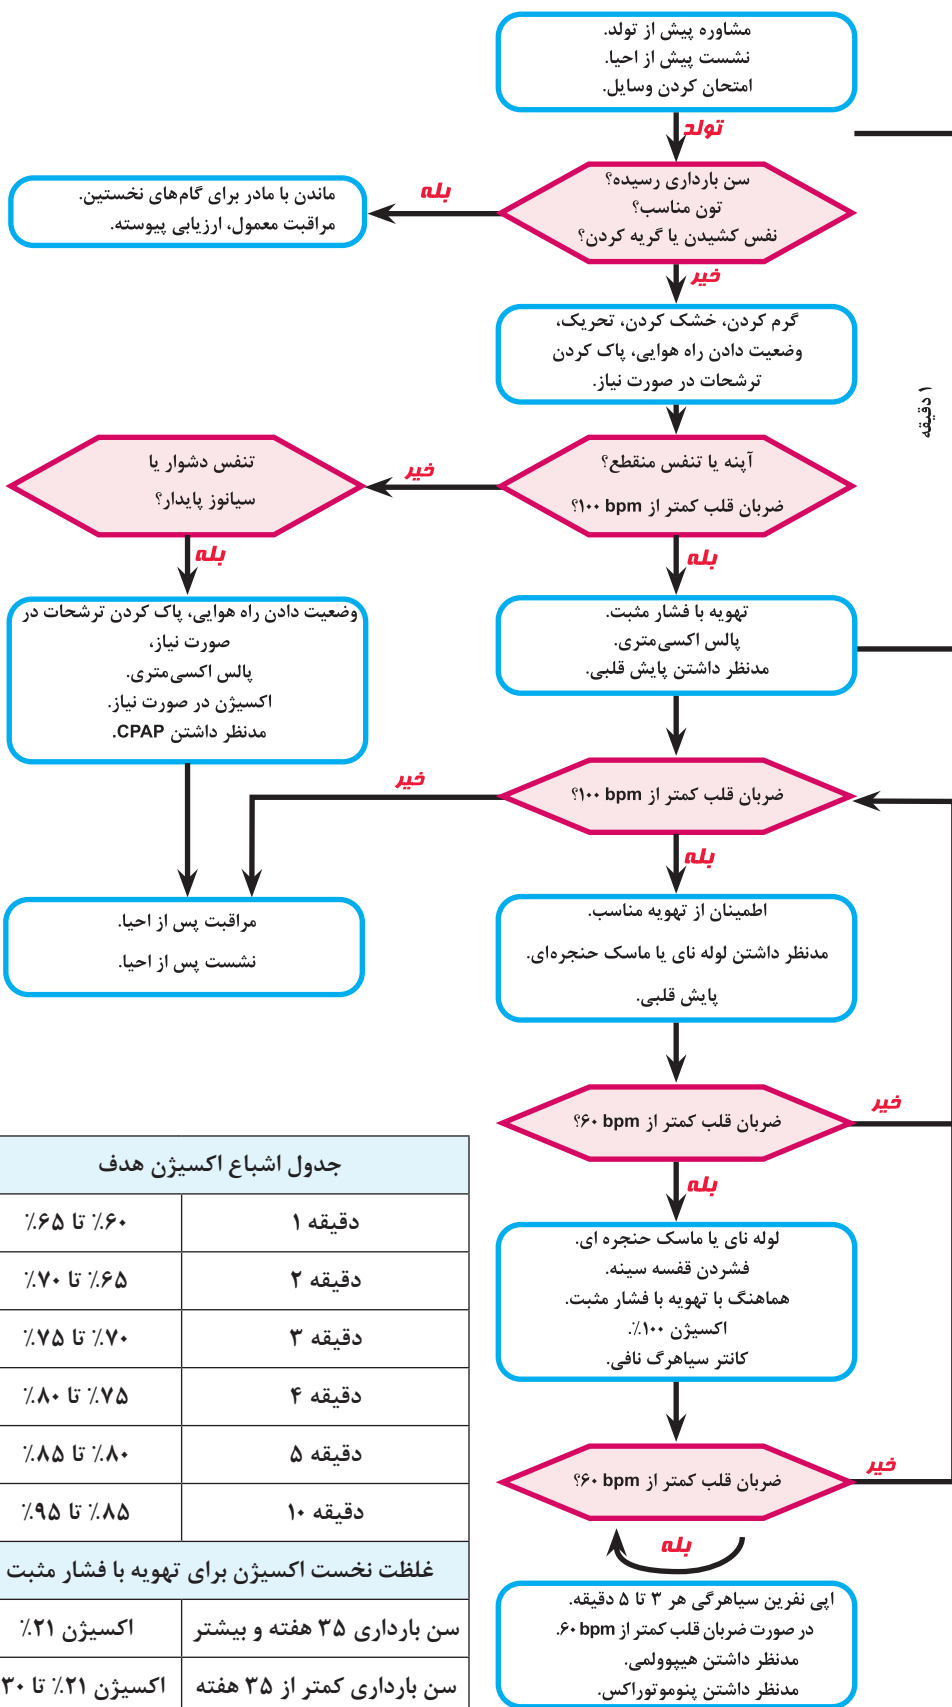 مشاوره پیش از تولد.
نشست پیش از احیا.
امتحان کردن وسایل.
تولد
سن بارداری رسیده؟
تون مناسب؟
نفس کشیدن یا گریه کردن؟
بله
ماندن با مادر برای گام‌های نخستین.
مراقبت معمول، ارزیابی پیوسته.
خیر
گرم کردن، خشک کردن، تحریک،
وضعیت دادن راه هوایی، پاک کردن
ترشحات در صورت نیاز.
۱ دقیقه
آپنه یا تنفس منقطع؟
ضربان قلب کمتر از ۱۰۰ bpm؟
خیر
تنفس دشوار یا
سیانوز پایدار؟
بله
بله
تهویه با فشار مثبت.
پالس اکسی‌متری.
مدنظر داشتن پایش قلبی.
وضعیت دادن راه هوایی، پاک کردن ترشحات در
صورت نیاز،
پالس اکسی‌متری.
اکسیژن در صورت نیاز.
مدنظر داشتن CPAP.
ضربان قلب کمتر از ۱۰۰ bpm؟
خیر
بله
مراقبت پس از احیا.
نشست پس از احیا.
اطمینان از تهویه مناسب.
مدنظر داشتن لوله نای یا ماسک حنجره‌ای.
پایش قلبی.
ضربان قلب کمتر از ۶۰ bpm؟
خیر
بله
لوله نای یا ماسک حنجره ای.
فشردن قفسه سینه.
هماهنگ با تهویه با فشار مثبت.
اکسیژن ۱۰۰٪.
کانتر سیاهرگ نافی.
ضربان قلب کمتر از ۶۰ bpm؟
خیر
بله
اپی نفرین سیاهرگی هر ۳ تا ۵ دقیقه.
در صورت ضربان قلب کمتر از ۶۰ bpm.
مدنظر داشتن هیپوولمی.
مدنظر داشتن پنوموتوراکس.
جدول اشباع اکسیژن هدف
دقیقه ۱ ۶۰٪ تا ۶۵٪
دقیقه ۲ ۶۵٪ تا ۷۰٪
دقیقه ۳ ۷۰٪ تا ۷۵٪
دقیقه ۴ ۷۵٪ تا ۸۰٪
دقیقه ۵ ۸۰٪ تا ۸۵٪
دقیقه ۱۰ ۸۵٪ تا ۹۵٪
غلظت نخست اکسیژن برای تهویه با فشار مثبت
سن بارداری ۳۵ هفته و بیشتر اکسیژن ۲۱٪
سن بارداری کمتر از ۳۵ هفته اکسیژن ۲۱٪ تا ۳۰